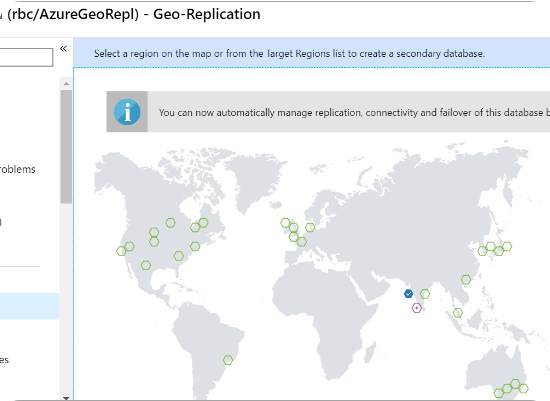 (rbc/AzureGeoRepl) - Geo-Replication
«
Select a region on the map or from the Target Regions list to create a secondary database.
You can now automatically manage replication, connectivity and failover of this database b
roblems
)
es